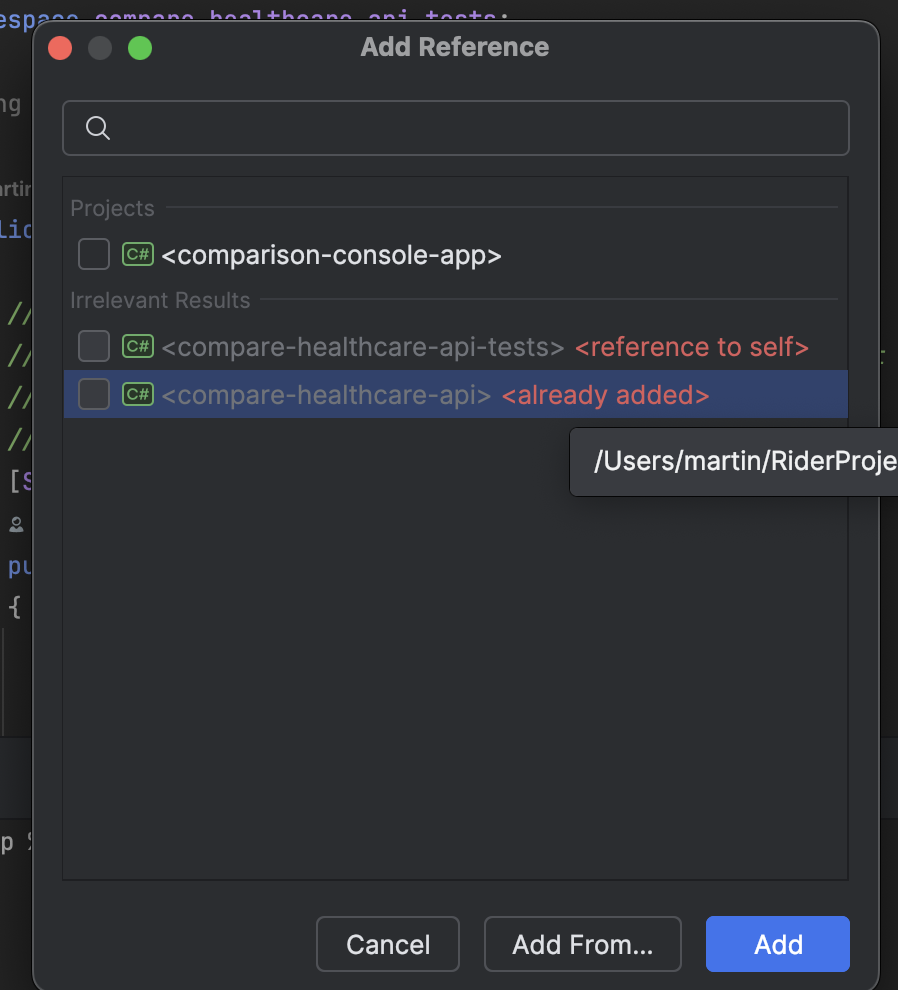 espace compare_healthcare_api_tests;
Add Reference
ng
artin
lic
Projects
C# <comparison-console-app>
Irrelevant Results
//
C# <compare-healthcare-api-tests> <reference to self>
//
C# <compare-healthcare-api> <already added>
//
//
/Users/martin/RiderProje
[S
pu
{
p %
Cancel
Add From...
Add